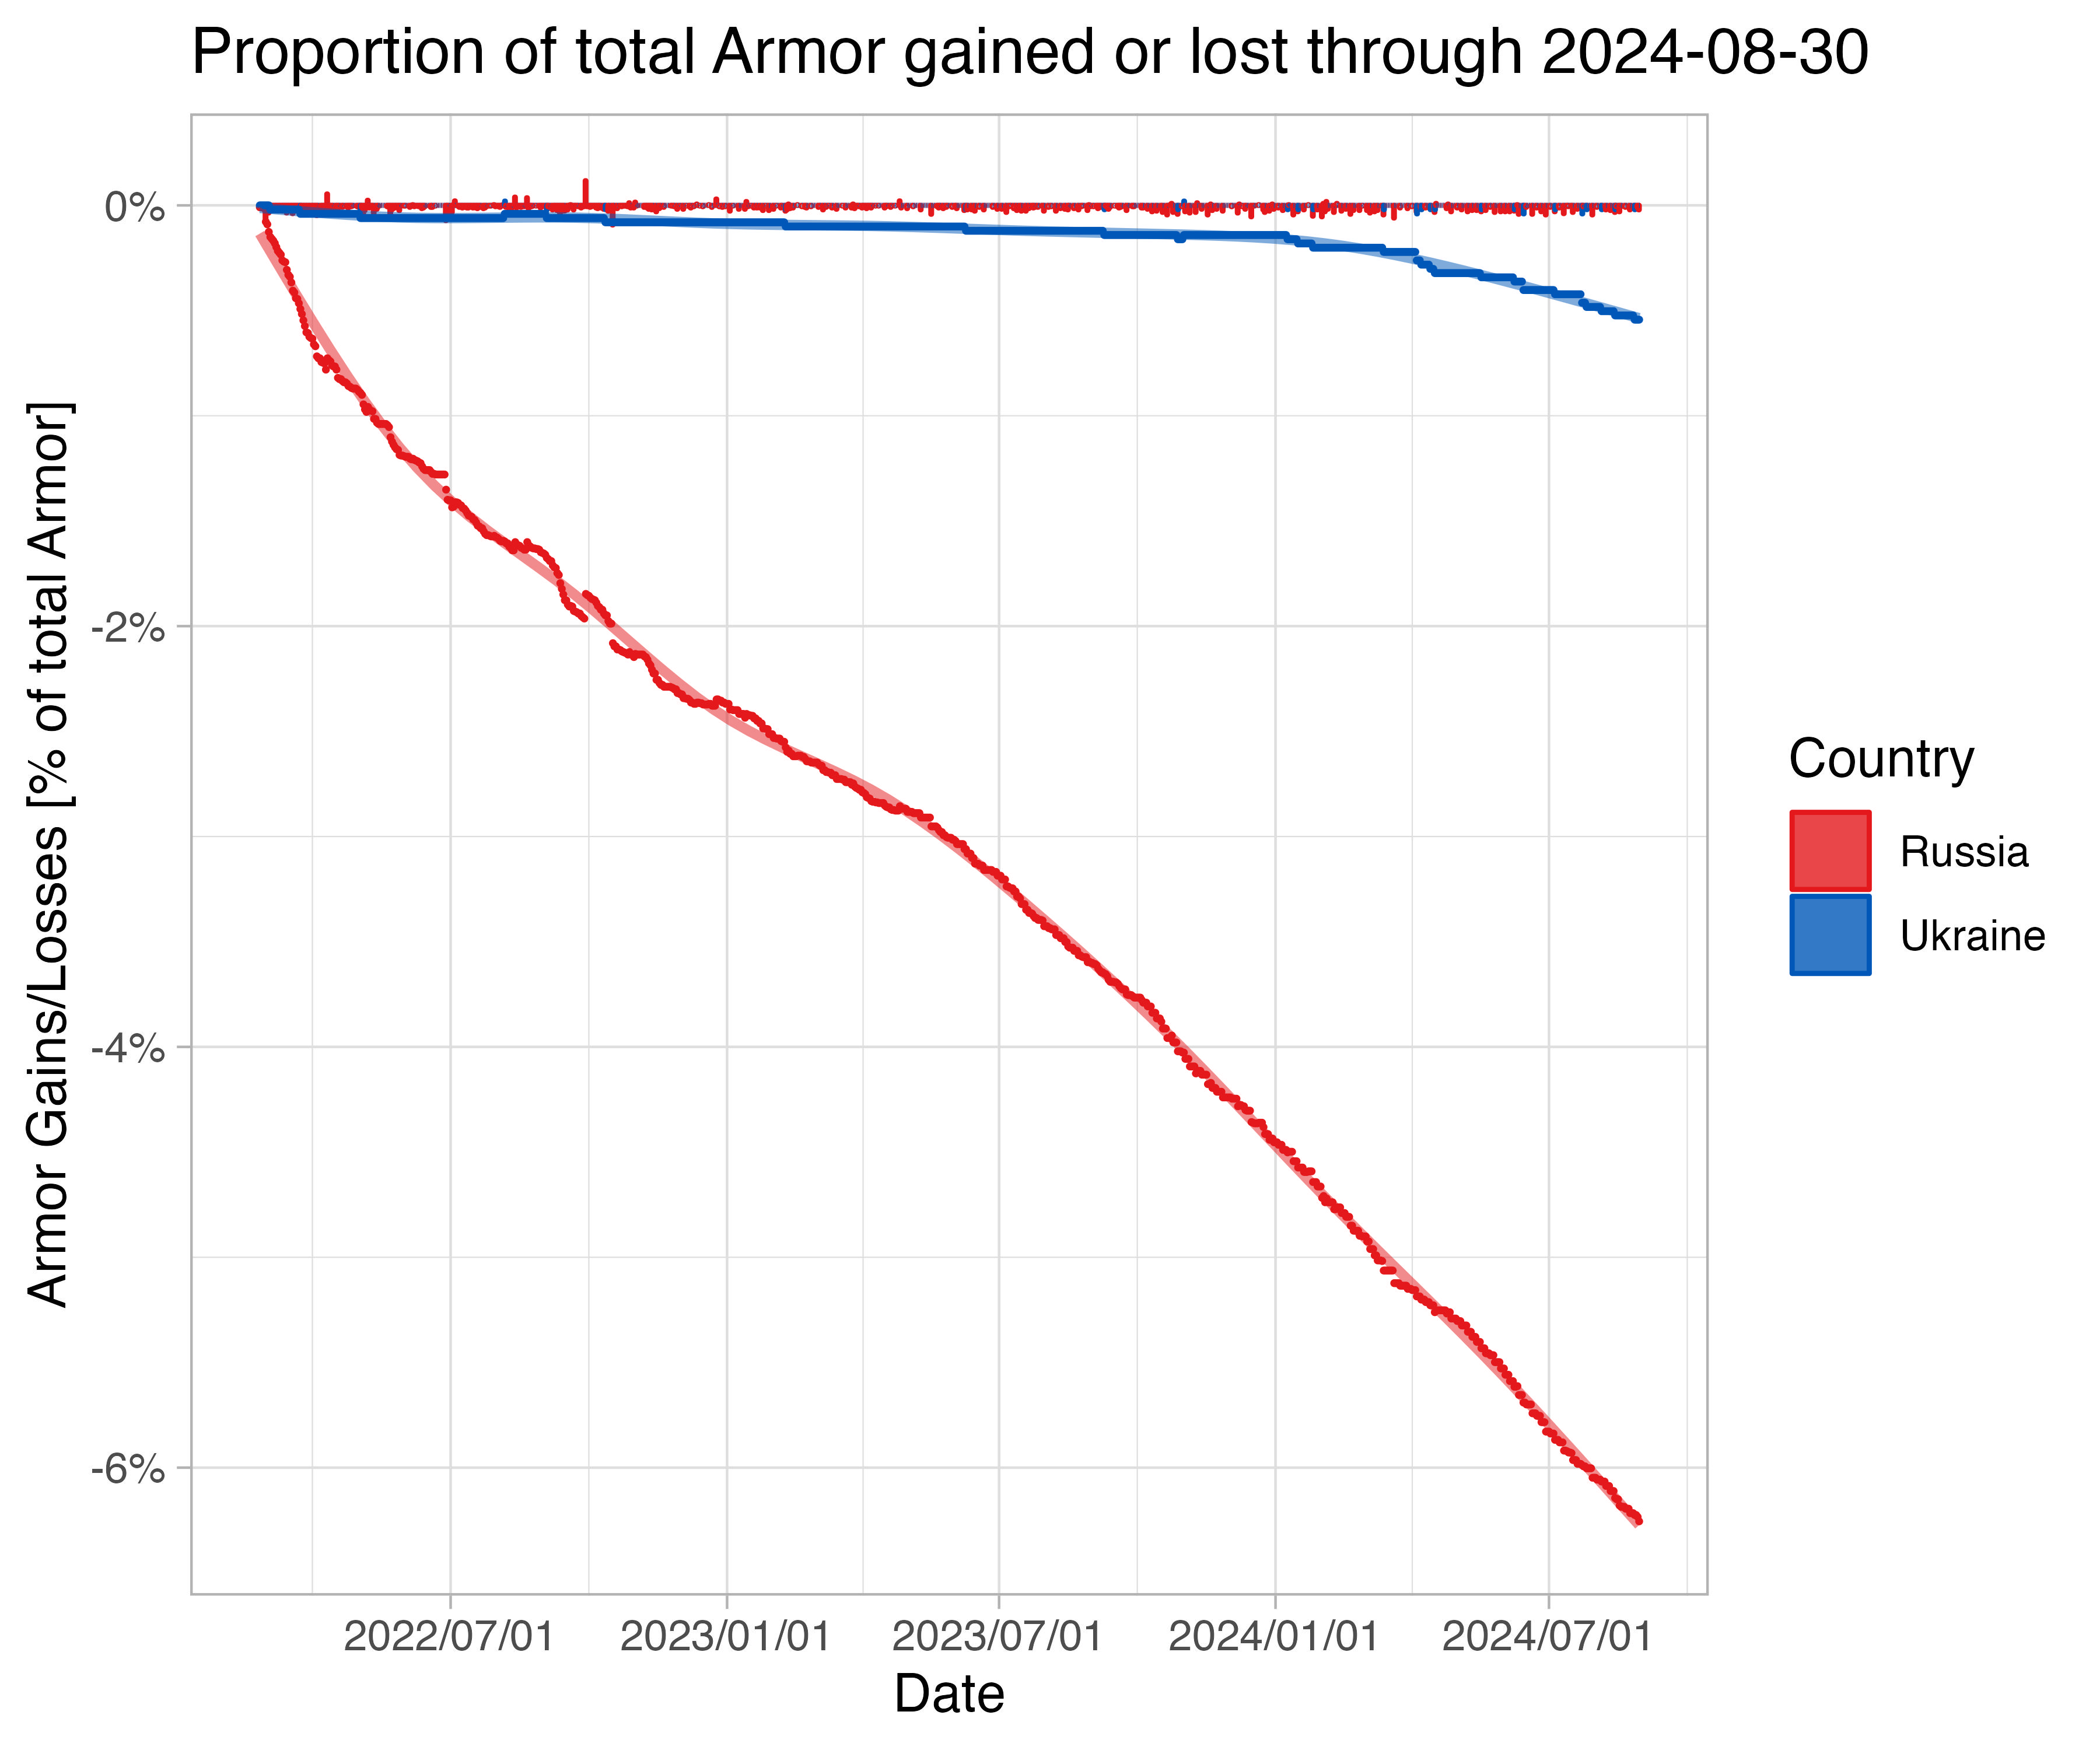 Proportion of total Armor gained or lost through 2024-08-30
Armor Gains/Losses [% of total Armor]
0%
-2%
-4%
-6%
2022/07/01 2023/01/01 2023/07/01 2024/01/01 2024/07/01
Date
Country
Russia
Ukraine